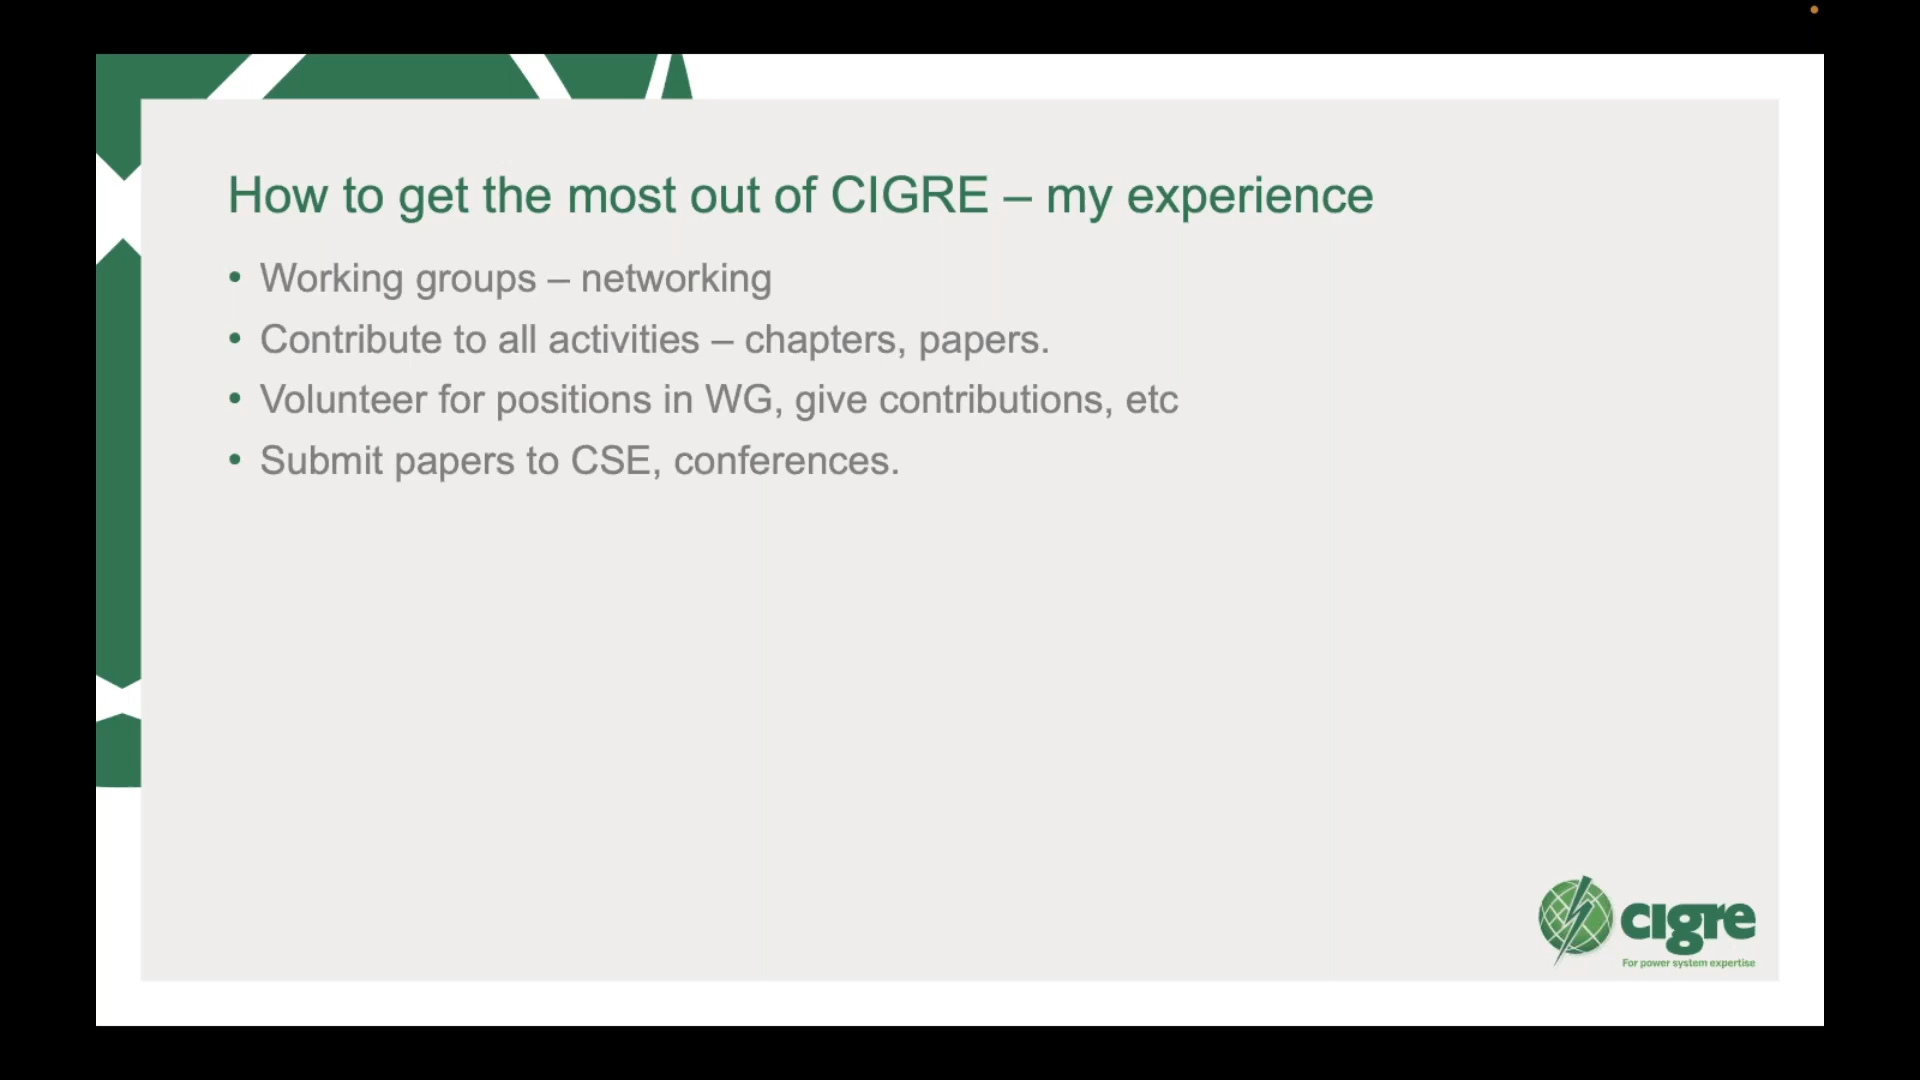 How to get the most out of CIGRE – my experience
• Working groups – networking
• Contribute to all activities – chapters, papers.
• Volunteer for positions in WG, give contributions, etc
• Submit papers to CSE, conferences.
cigre
For power system expertise